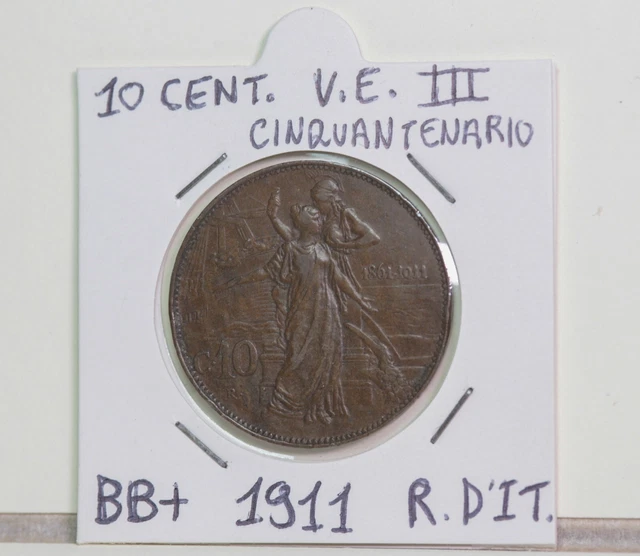 10 CENT. V.E. III
CINQUANTENARIO
1861-1911
C. 10
BB+ 1911 R. D'IT.